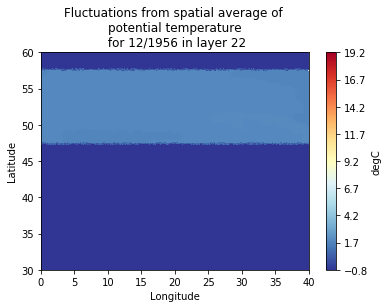 Fluctuations from spatial average of
potential temperature
for 12/1956 in layer 22
60
55
50
45
40
35
30
Latitude
0 5 10 15 20 25 30 35 40
Longitude
19.2
16.7
14.2
11.7
9.2
6.7
4.2
1.7
−0.8
degC